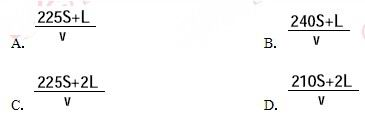 A. 225S+L/v
B. 240S+L/v
C. 225S+2L/v
D. 210S+2L/v